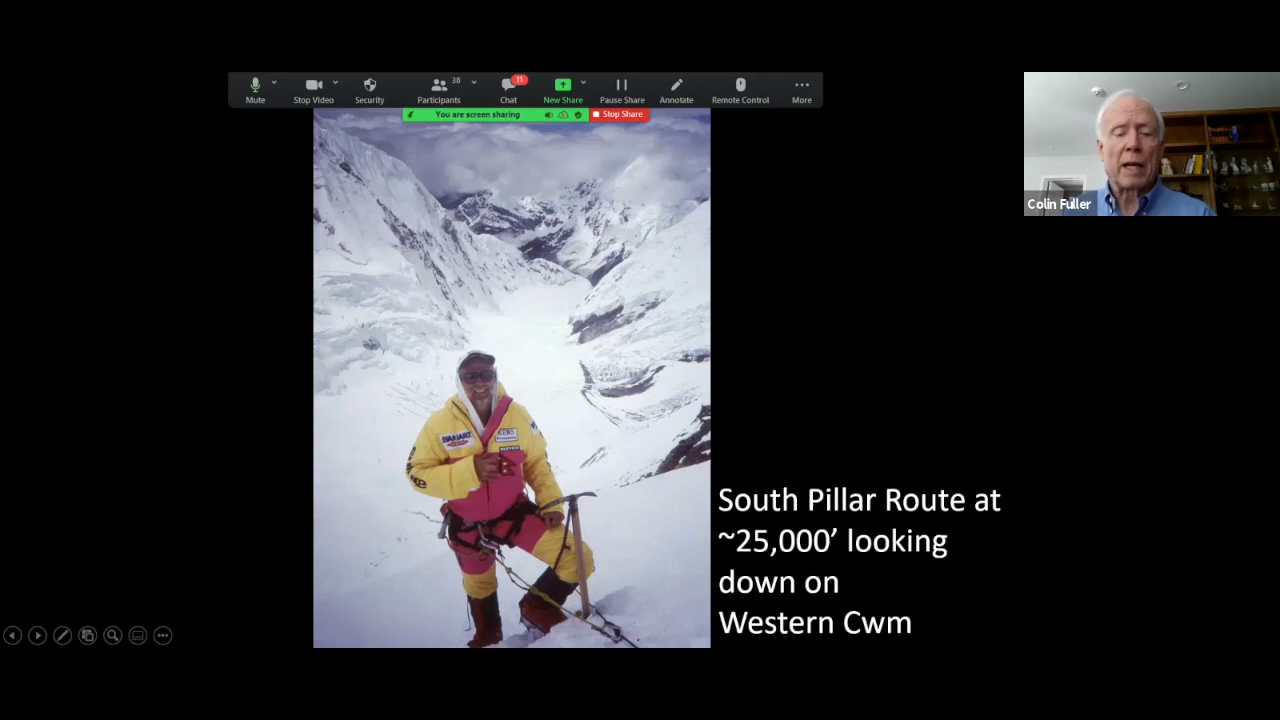 38
11
Mute
Stop Video
Security
Participants
Chat
New Share
Pause Share
Annotate
Remote Control
More
You are screen sharing
Stop Share
Colin Fuller
South Pillar Route at
~25,000’ looking
down on
Western Cwm